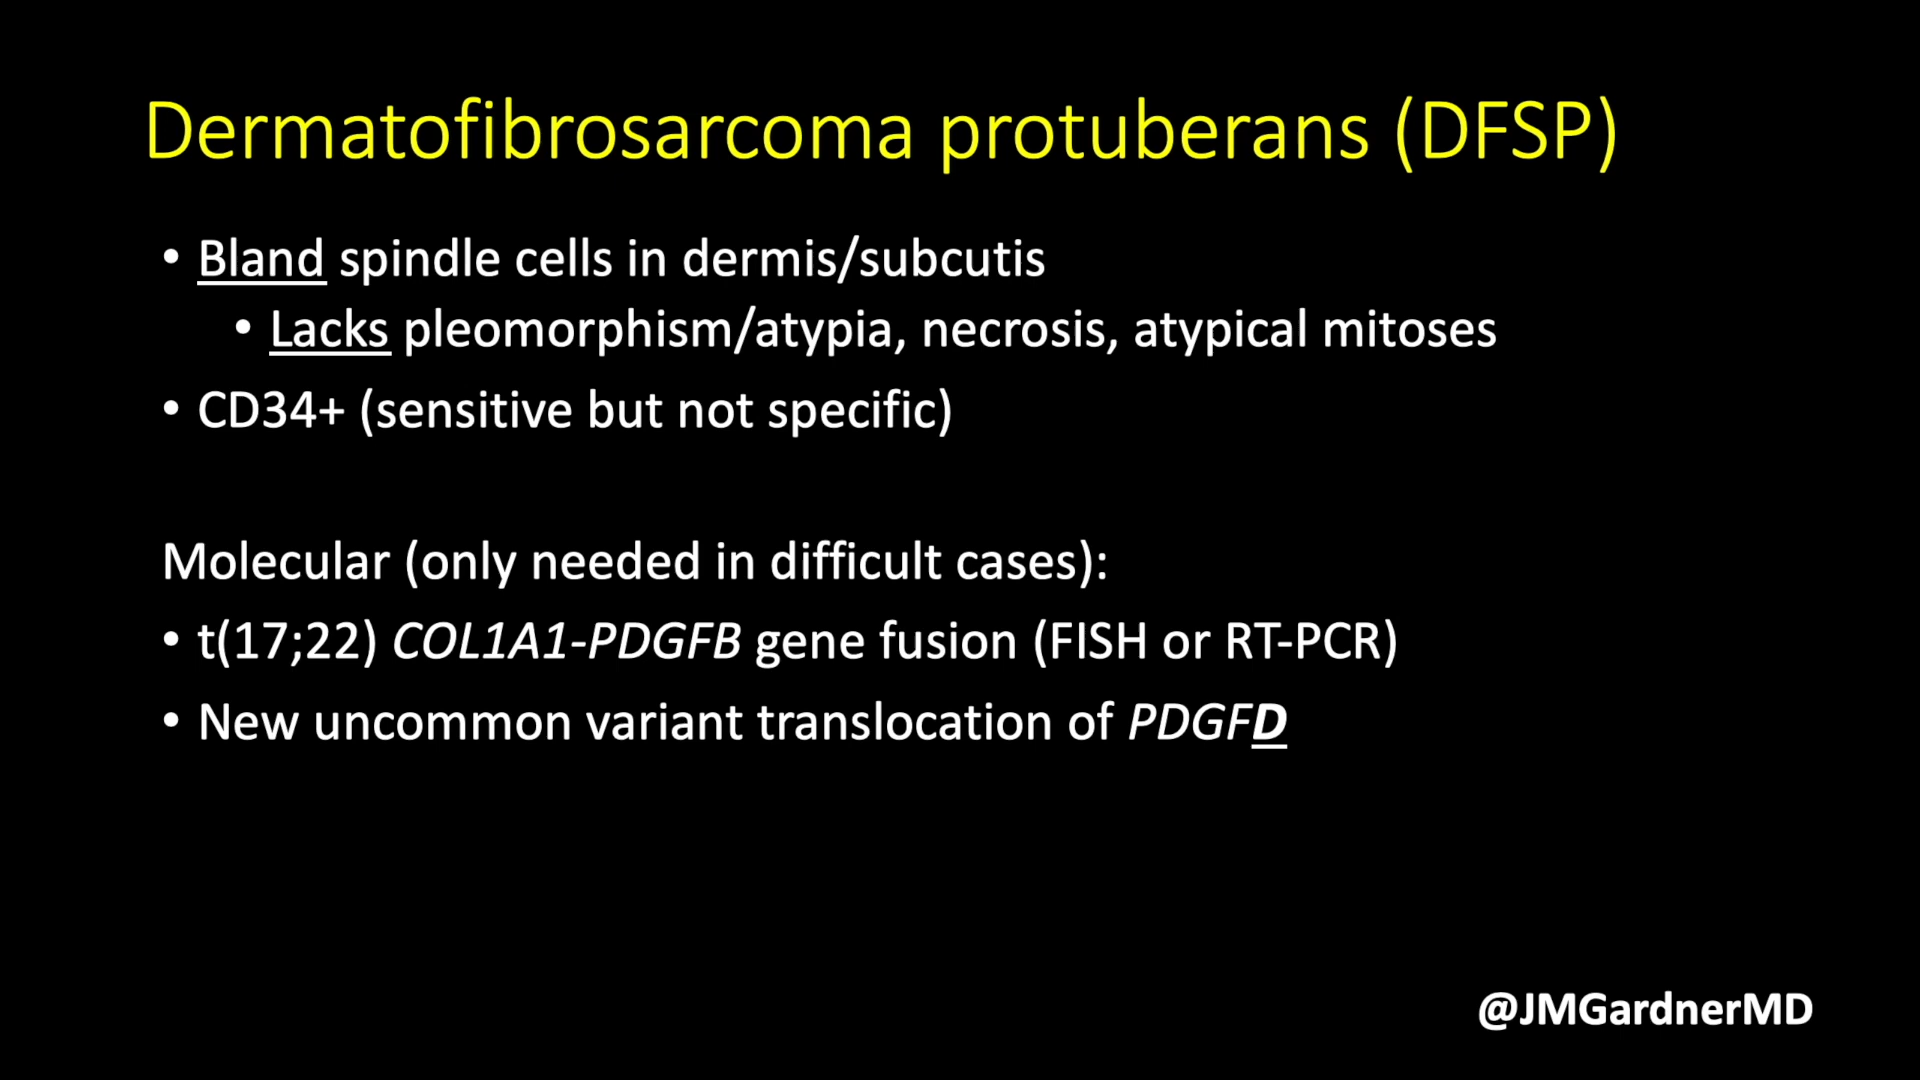 Dermatofibrosarcoma protuberans (DFSP)
• Bland spindle cells in dermis/subcutis
• Lacks pleomorphism/atypia, necrosis, atypical mitoses
• CD34+ (sensitive but not specific)
Molecular (only needed in difficult cases):
• t(17;22) COL1A1-PDGFB gene fusion (FISH or RT-PCR)
• New uncommon variant translocation of PDGFD
@JMGardnerMD